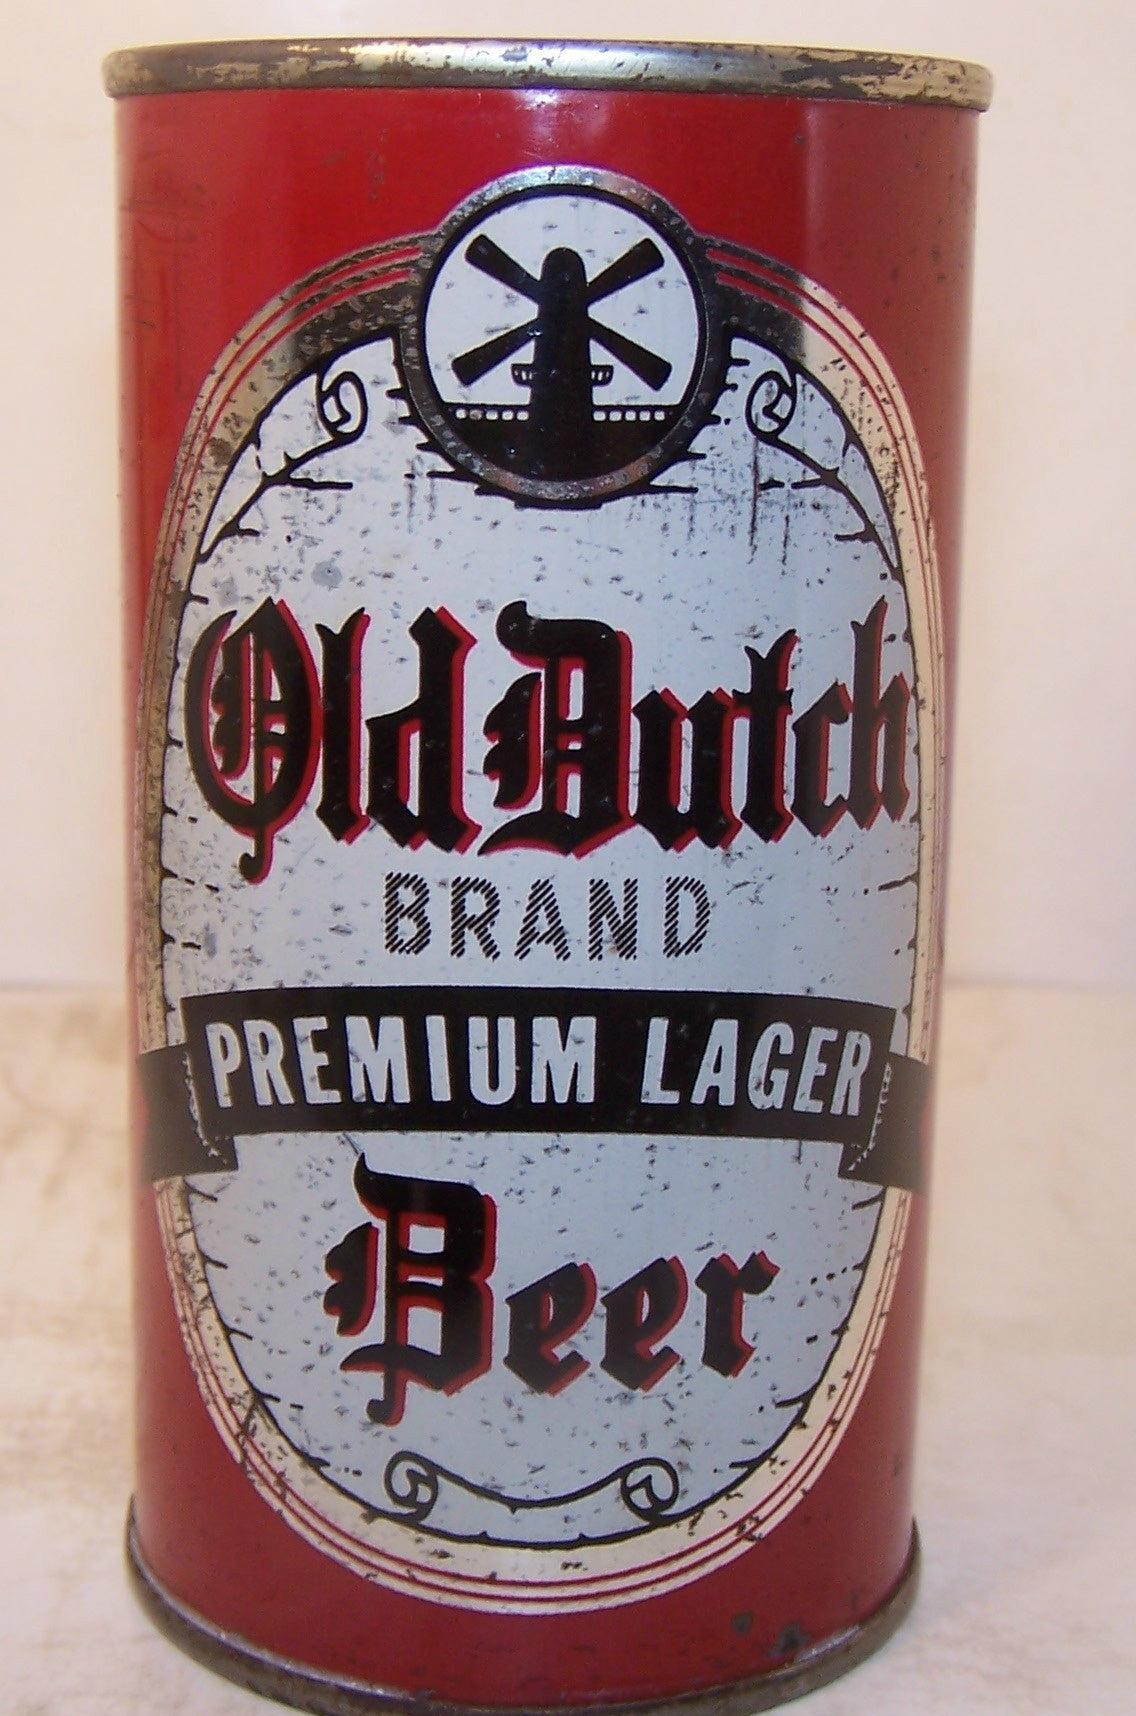 Old Dutch
BRAND
PREMIUM LAGER
Beer